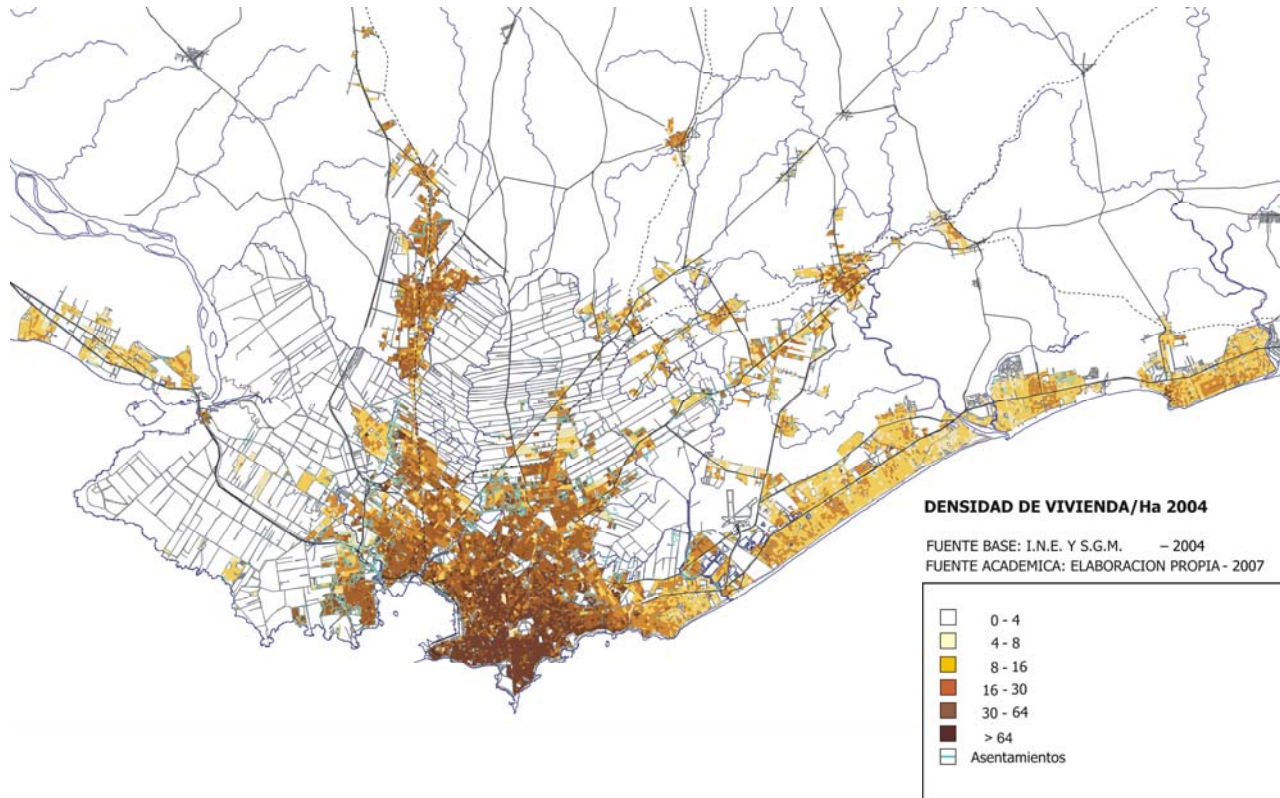 DENSIDAD DE VIVIENDA/Ha 2004
FUENTE BASE: I.N.E. Y S.G.M. – 2004
FUENTE ACADEMICA: ELABORACION PROPIA - 2007
0 - 4
4 - 8
8 - 16
16 - 30
30 - 64
> 64
Asentamientos